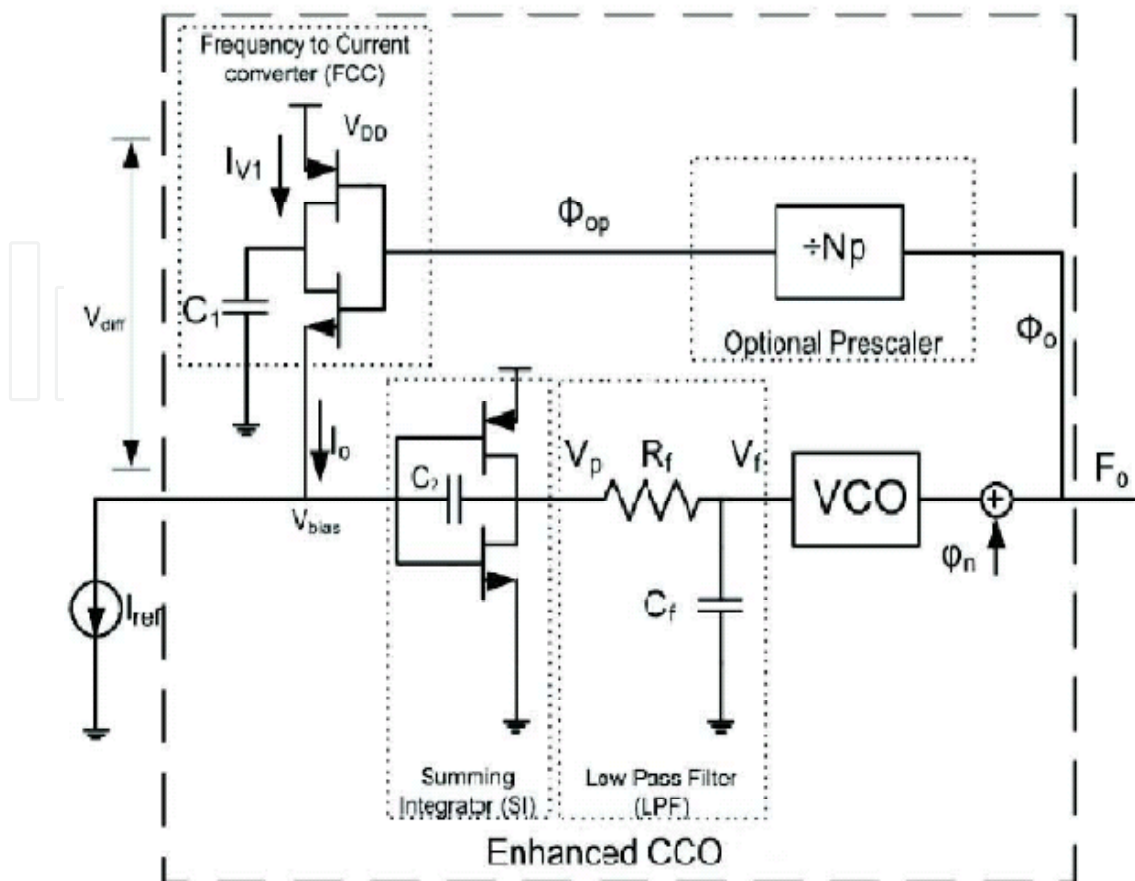 Frequency to Current
converter (FCC)
V_DD
I_V1
Φ_op
÷Np
C_1
V_diff
Optional Prescaler
Φ_o
I_o
C_2
V_p
R_f
V_f
VCO
F_o
V_bias
φ_n
I_ref
C_f
Summing
Integrator (SI)
Low Pass Filter
(LPF)
Enhanced CCO